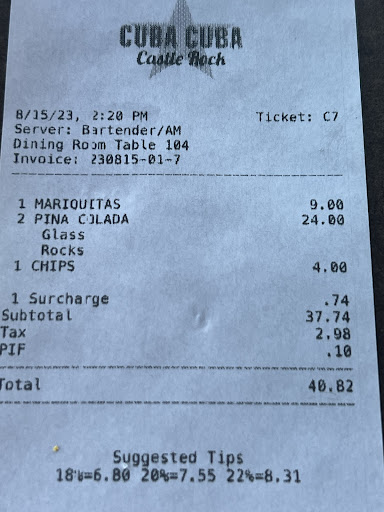 CUBA CUBA
Castle Rock
8/15/23, 2:20 PM Ticket: C7
Server: Bartender/AM
Dining Room Table 104
Invoice: 230815-01-7
1 MARIQUITAS 9.00
2 PINA COLADA 24.00
Glass
Rocks
1 CHIPS 4.00
1 Surcharge .74
Subtotal 37.74
Tax 2.98
PIF .10
Total 40.82
Suggested Tips
18%=6.80 20%=7.55 22%=8.31